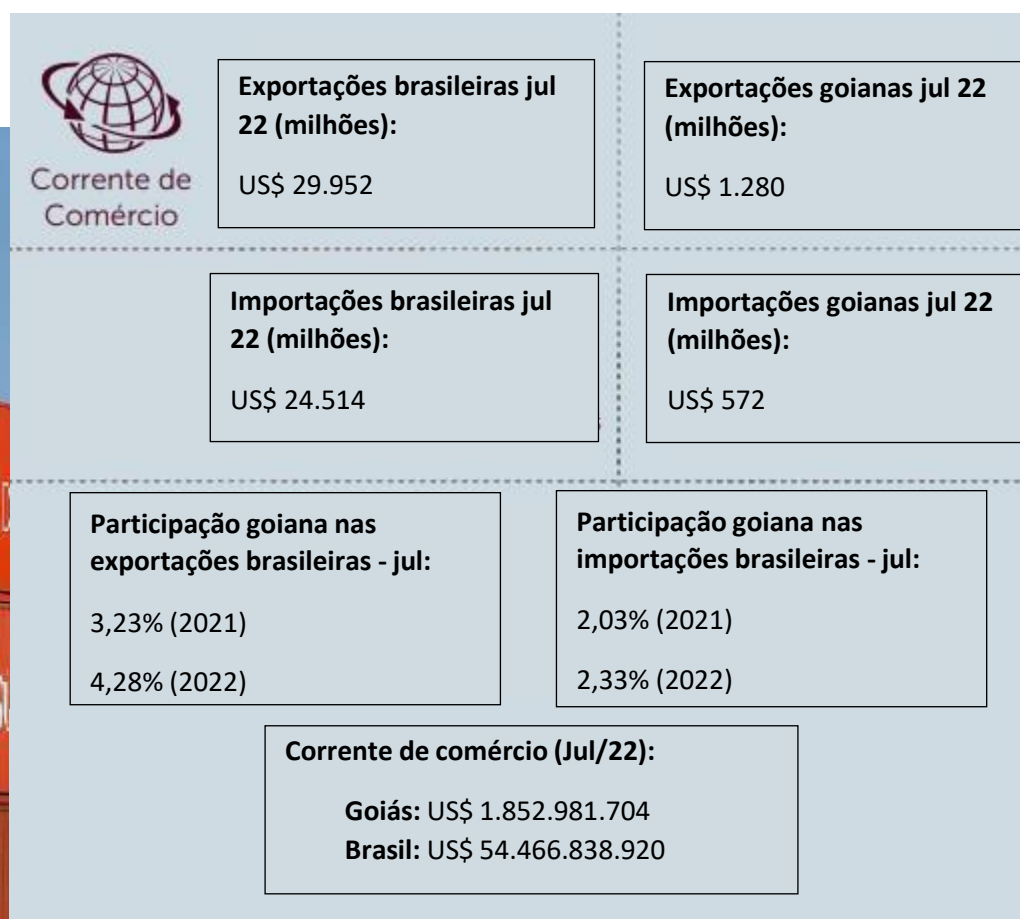 Corrente de
Comércio
Exportações brasileiras jul
22 (milhões):
US$ 29.952
Exportações goianas jul 22
(milhões):
US$ 1.280
Importações brasileiras jul
22 (milhões):
US$ 24.514
Importações goianas jul 22
(milhões):
US$ 572
Participação goiana nas
exportações brasileiras - jul:
3,23% (2021)
4,28% (2022)
Participação goiana nas
importações brasileiras - jul:
2,03% (2021)
2,33% (2022)
Corrente de comércio (Jul/22):
Goiás: US$ 1.852.981.704
Brasil: US$ 54.466.838.920